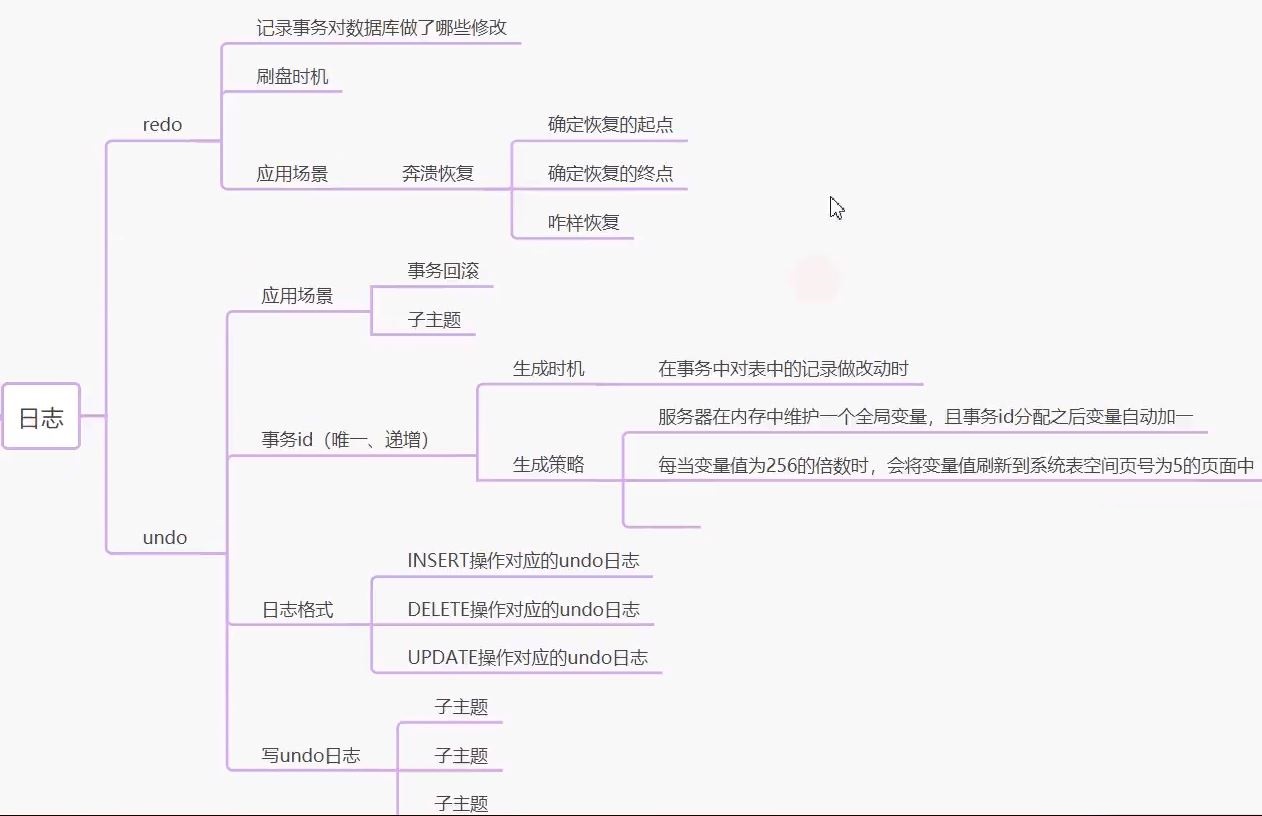 记录事务对数据库做了哪些修改
刷盘时机
redo
确定恢复的起点
应用场景
奔溃恢复
确定恢复的终点
咋样恢复
事务回滚
应用场景
子主题
生成时机
在事务中对表中的记录做改动时
服务器在内存中维护一个全局变量，且事务id分配之后变量自动加一
日志
事务id（唯一、递增）
生成策略
每当变量值为256的倍数时，会将变量值刷新到系统表空间页号为5的页面中
undo
INSERT操作对应的undo日志
日志格式
DELETE操作对应的undo日志
UPDATE操作对应的undo日志
子主题
写undo日志
子主题
子主题